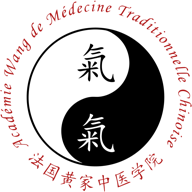 Académie Wang de Médecine Traditionnelle Chinoise
氣
氣
法国黄家中医学院